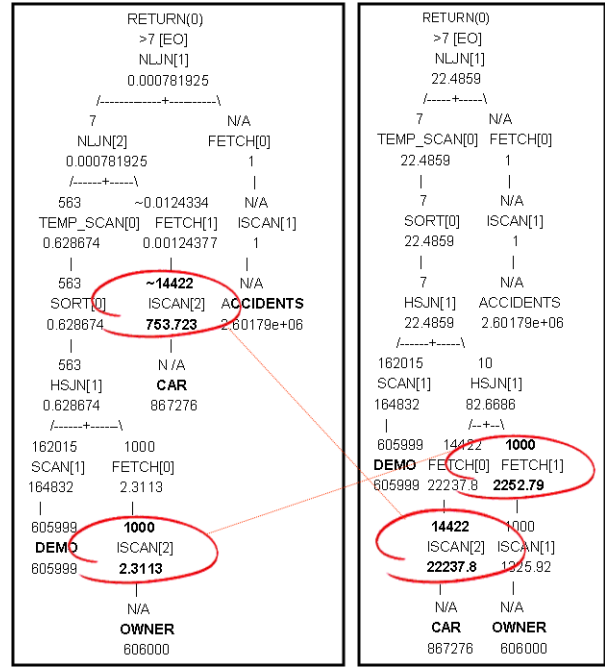 RETURN(0)
>7 [EO]
NLJN[1]
0.000781925
/-------------+----------\
7 N/A
NLJN[2] FETCH[0]
0.000781925 1
/------+-----\ |
563 ~0.0124334 N/A
TEMP_SCAN[0] FETCH[1] ISCAN[1]
0.628674 0.00124377 1
| | |
563 ~14422 N/A
SORT[0] ISCAN[2] ACCIDENTS
0.628674 753.723 2.60179e+06
| |
563 N /A
HSJN[1] CAR
0.628674 867276
/------+------\
162015 1000
SCAN[1] FETCH[0]
164832 2.3113
| |
605999 1000
DEMO ISCAN[2]
605999 2.3113
|
N/A
OWNER
606000
RETURN(0)
>7 [EO]
NLJN[1]
22.4859
/-----+-----\
7 N/A
TEMP_SCAN[0] FETCH[0]
22.4859 1
| |
7 N/A
SORT[0] ISCAN[1]
22.4859 1
| |
7 N/A
HSJN[1] ACCIDENTS
22.4859 2.60179e+06
/------+-----\
162015 10
SCAN[1] HSJN[1]
164832 82.6686
| /--+--\
605999 14422 1000
DEMO FETCH[0] FETCH[1]
605999 22237.8 2252.79
| |
14422 1000
ISCAN[2] ISCAN[1]
22237.8 1325.92
| |
N/A N/A
CAR OWNER
867276 606000